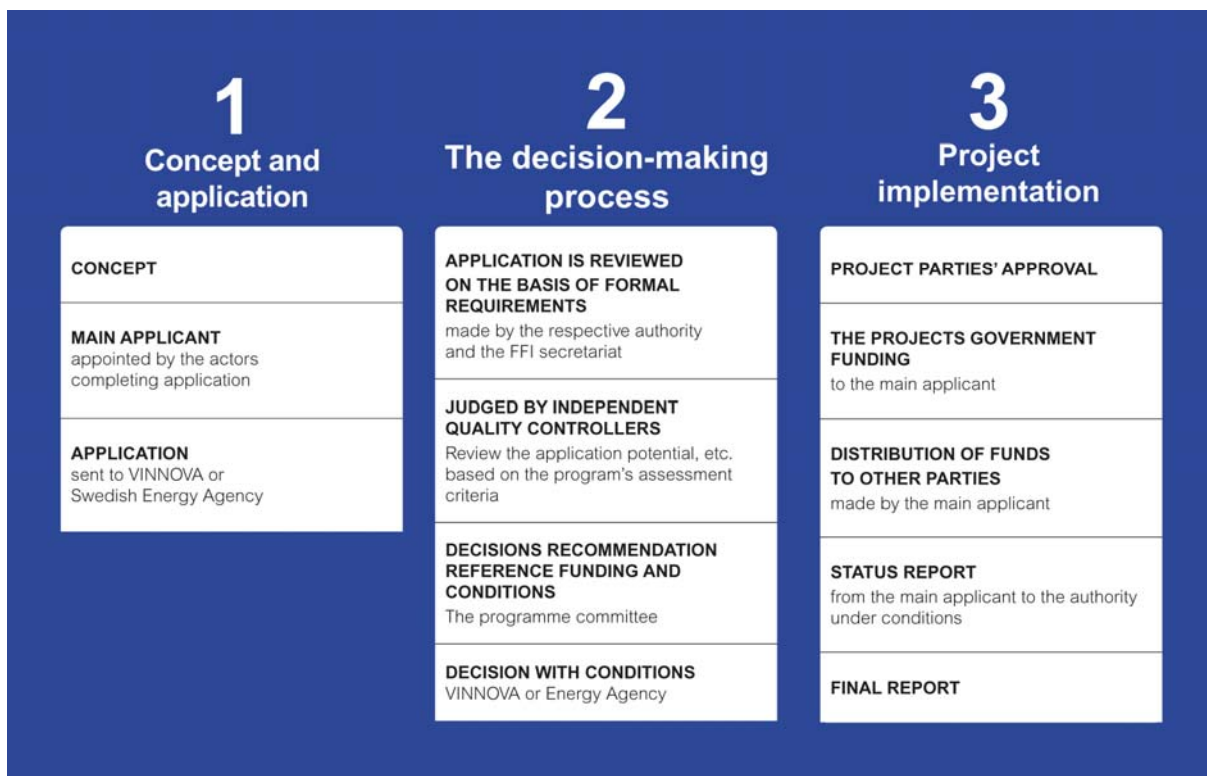 1
Concept and
application
CONCEPT
MAIN APPLICANT
appointed by the actors
completing application
APPLICATION
sent to VINNOVA or
Swedish Energy Agency
2
The decision-making
process
APPLICATION IS REVIEWED
ON THE BASIS OF FORMAL
REQUIREMENTS
made by the respective authority
and the FFI secretariat
JUDGED BY INDEPENDENT
QUALITY CONTROLLERS
Review the application potential, etc.
based on the program's assessment
criteria
DECISIONS RECOMMENDATION
REFERENCE FUNDING AND
CONDITIONS
The programme committee
DECISION WITH CONDITIONS
VINNOVA or Energy Agency
3
Project
implementation
PROJECT PARTIES' APPROVAL
THE PROJECTS GOVERNMENT
FUNDING
to the main applicant
DISTRIBUTION OF FUNDS
TO OTHER PARTIES
made by the main applicant
STATUS REPORT
from the main applicant to the authority
under conditions
FINAL REPORT